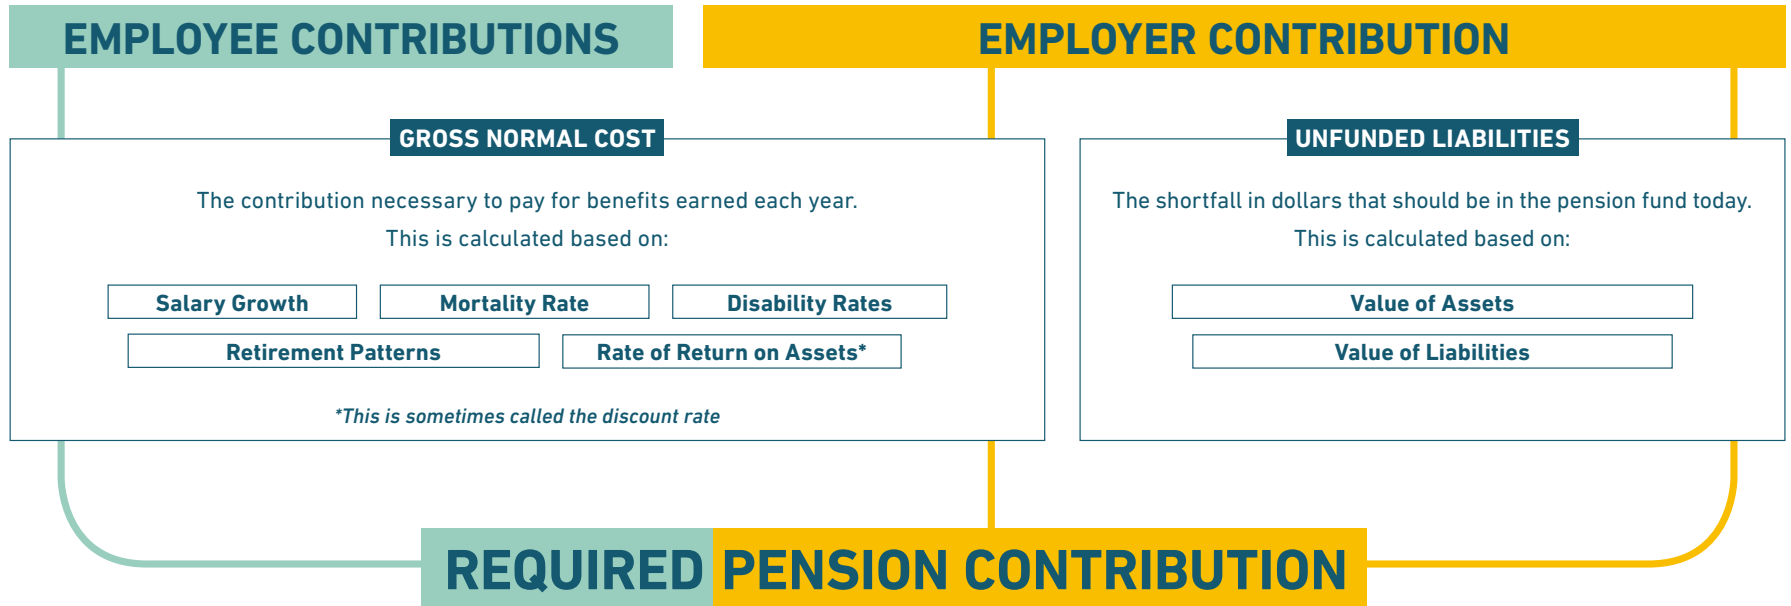 EMPLOYEE CONTRIBUTIONS
EMPLOYER CONTRIBUTION
GROSS NORMAL COST
The contribution necessary to pay for benefits earned each year.
This is calculated based on:
Salary Growth
Mortality Rate
Disability Rates
Retirement Patterns
Rate of Return on Assets*
*This is sometimes called the discount rate
UNFUNDED LIABILITIES
The shortfall in dollars that should be in the pension fund today.
This is calculated based on:
Value of Assets
Value of Liabilities
REQUIRED PENSION CONTRIBUTION